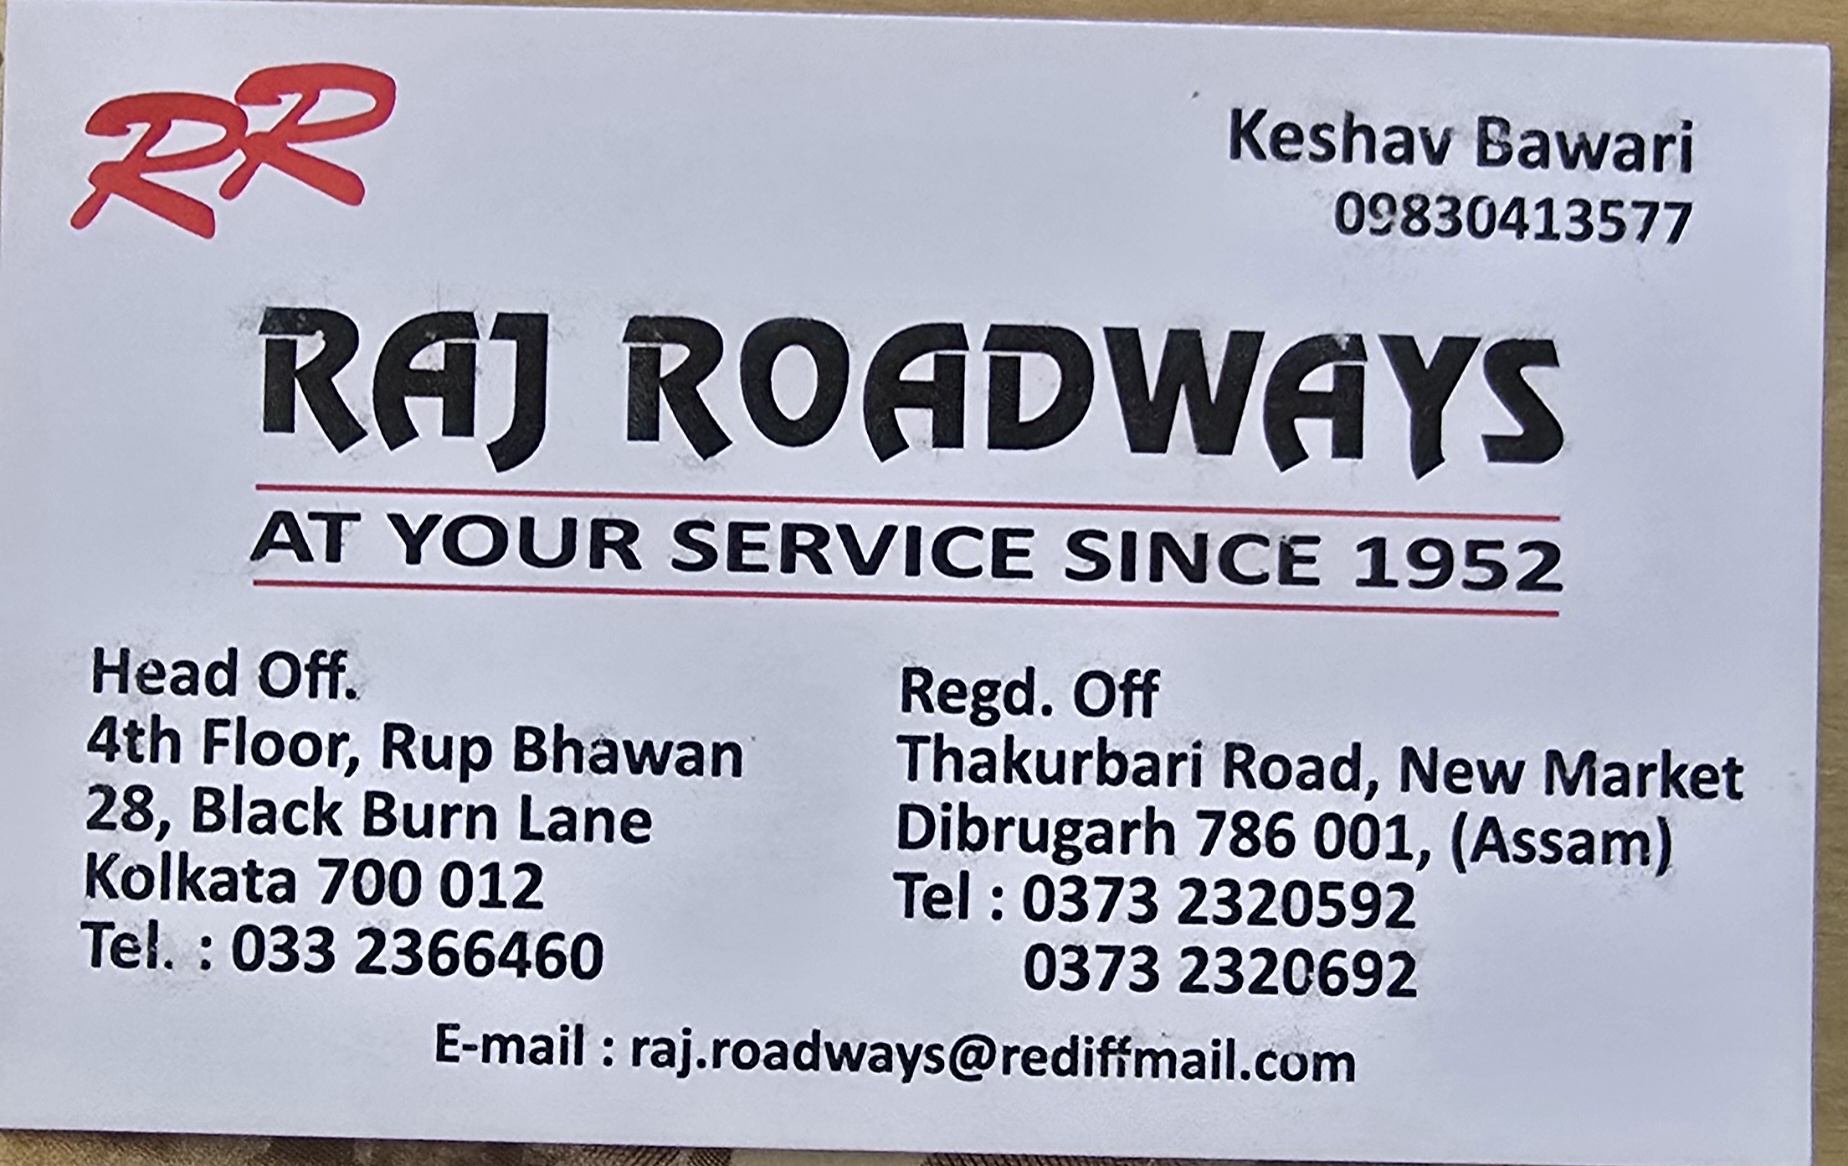 RR
Keshav Bawari
09830413577
RAJ ROADWAYS
AT YOUR SERVICE SINCE 1952
Head Off.
4th Floor, Rup Bhawan
28, Black Burn Lane
Kolkata 700 012
Tel. : 033 2366460
Regd. Off
Thakurbari Road, New Market
Dibrugarh 786 001, (Assam)
Tel : 0373 2320592
0373 2320692
E-mail : raj.roadways@rediffmail.com